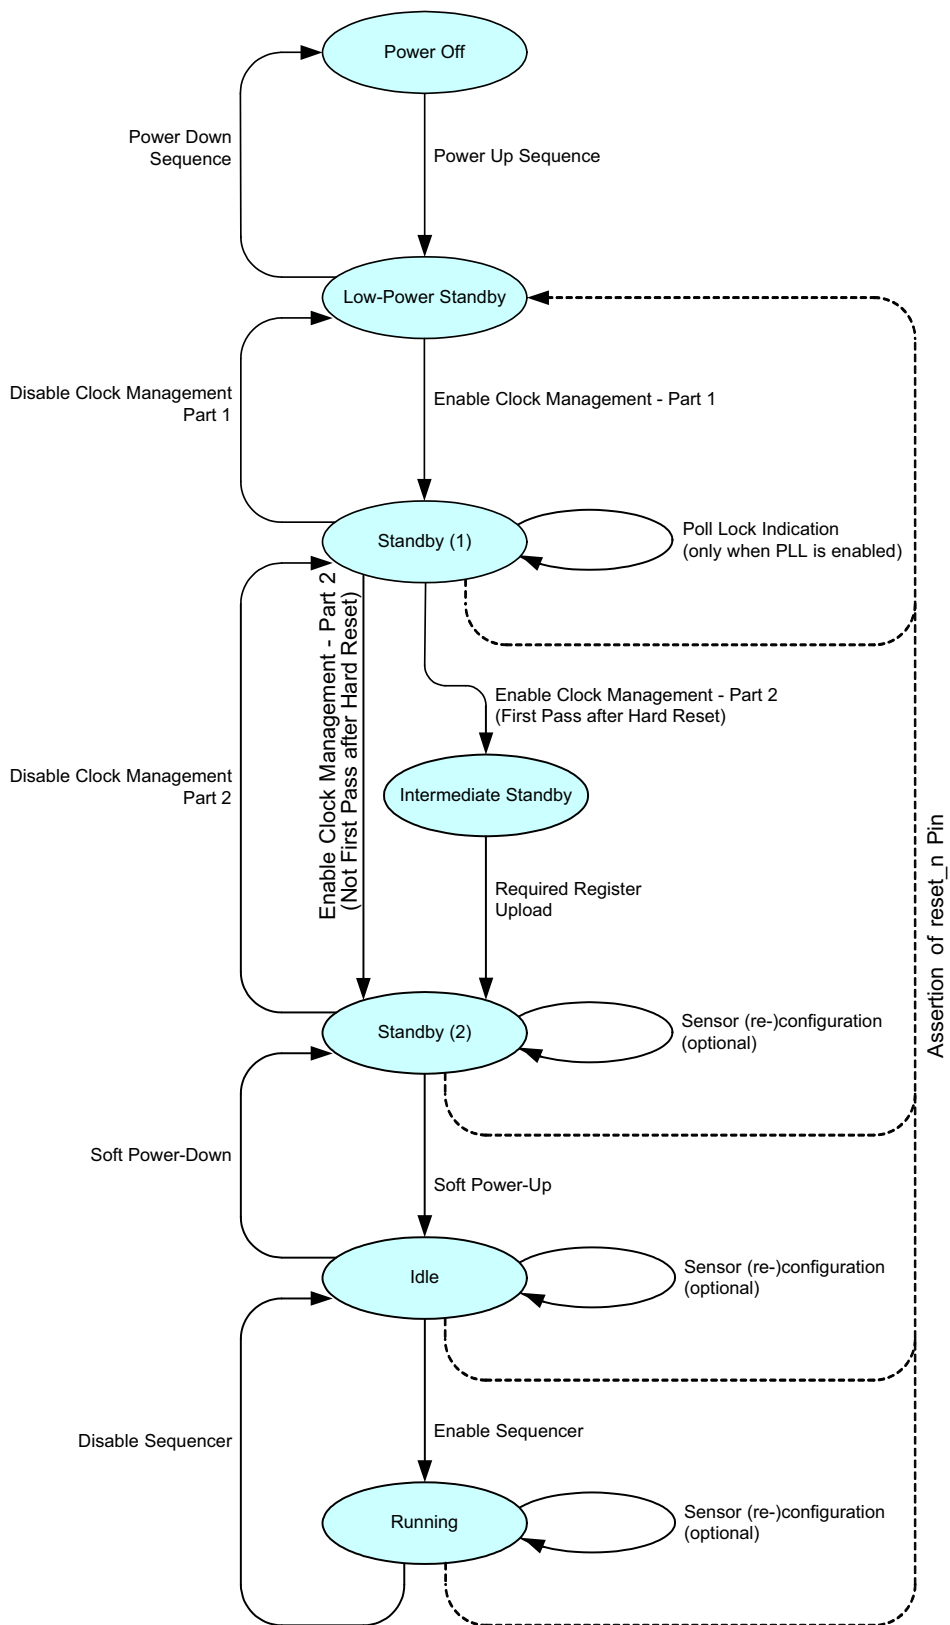 Power Off
Power Down
Sequence
Power Up Sequence
Low-Power Standby
Disable Clock Management
Part 1
Enable Clock Management - Part 1
Standby (1)
Poll Lock Indication
(only when PLL is enabled)
Enable Clock Management - Part 2
(Not First Pass after Hard Reset)
Enable Clock Management - Part 2
(First Pass after Hard Reset)
Disable Clock Management
Part 2
Intermediate Standby
Assertion of reset_n Pin
Required Register
Upload
Standby (2)
Sensor (re-)configuration
(optional)
Soft Power-Down
Soft Power-Up
Idle
Sensor (re-)configuration
(optional)
Disable Sequencer
Enable Sequencer
Running
Sensor (re-)configuration
(optional)